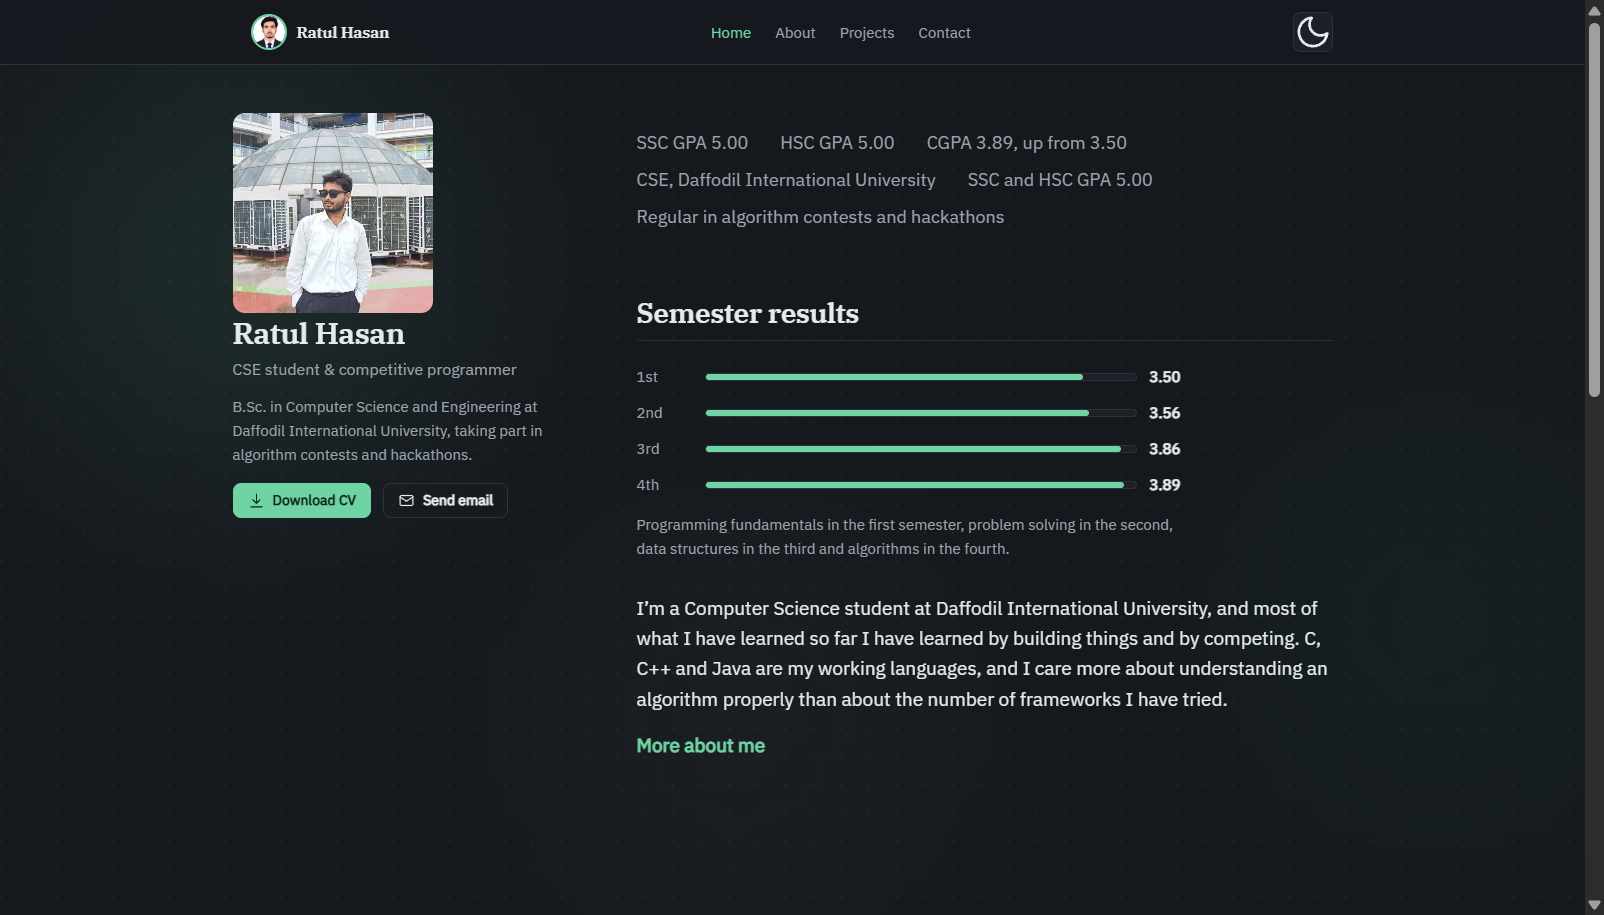 Ratul Hasan
Home About Projects Contact
SSC GPA 5.00 HSC GPA 5.00 CGPA 3.89, up from 3.50
CSE, Daffodil International University SSC and HSC GPA 5.00
Regular in algorithm contests and hackathons
Ratul Hasan
CSE student & competitive programmer
B.Sc. in Computer Science and Engineering at
Daffodil International University, taking part in
algorithm contests and hackathons.
Download CV Send email
Semester results
1st 3.50
2nd 3.56
3rd 3.86
4th 3.89
Programming fundamentals in the first semester, problem solving in the second,
data structures in the third and algorithms in the fourth.
I’m a Computer Science student at Daffodil International University, and most of
what I have learned so far I have learned by building things and by competing. C,
C++ and Java are my working languages, and I care more about understanding an
algorithm properly than about the number of frameworks I have tried.
More about me